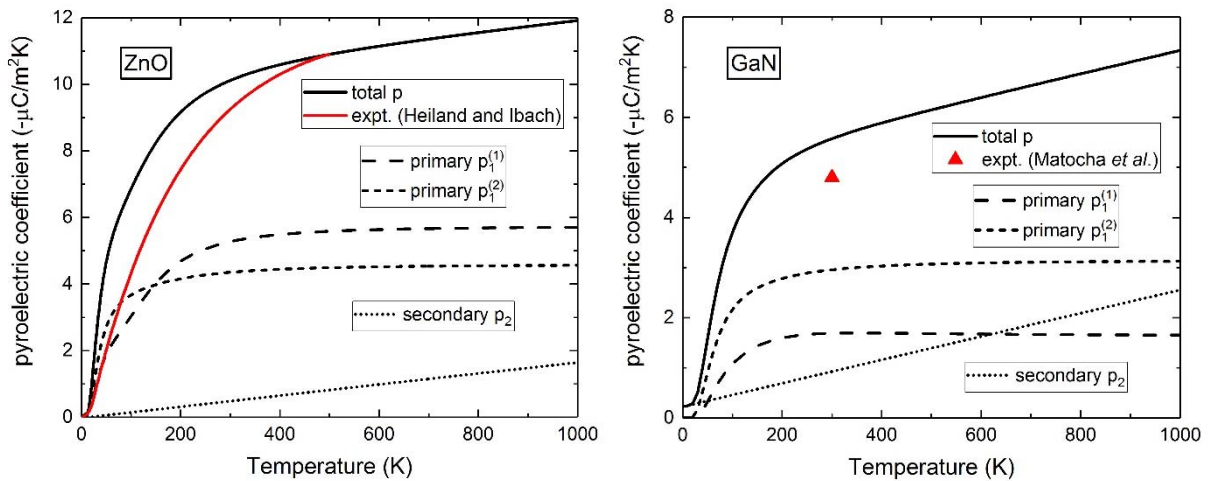 ZnO
pyroelectric coefficient (-μC/m²K)
12
10
8
6
4
2
0
total p
expt. (Heiland and Ibach)
primary p₁⁽¹⁾
primary p₁⁽²⁾
secondary p₂
0 200 400 600 800 1000
Temperature (K)
GaN
pyroelectric coefficient (-μC/m²K)
8
6
4
2
0
total p
expt. (Matocha et al.)
primary p₁⁽¹⁾
primary p₁⁽²⁾
secondary p₂
0 200 400 600 800 1000
Temperature (K)